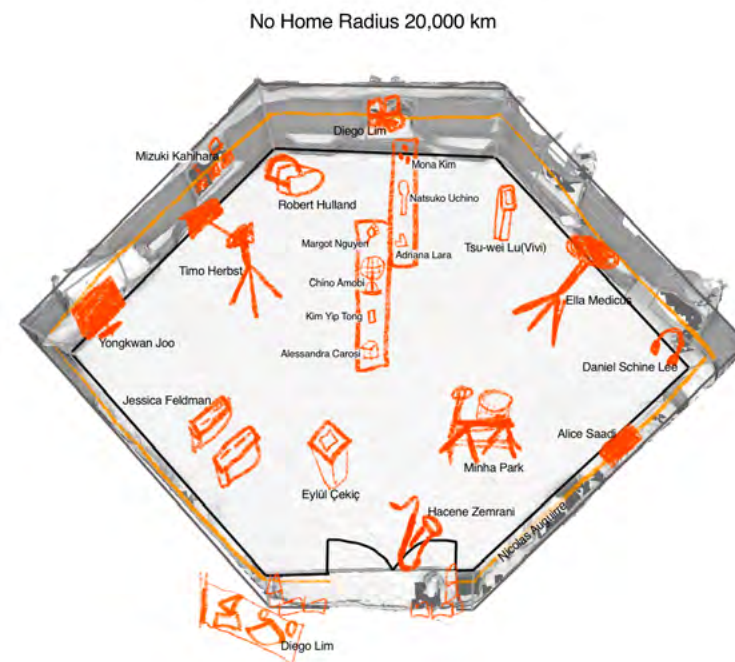 No Home Radius 20,000 km
Diego Lim
Mizuki Kahihara
Mona Kim
Robert Hulland
Natsuko Uchino
Margot Nguyen
Tsu-wei Lu(Vivi)
Adriana Lara
Timo Herbst
Chino Amobi
Ella Medicus
Kim Yip Tong
Yongkwan Joo
Alessandra Carosi
Daniel Schine Lee
Jessica Feldman
Alice Saadi
Minha Park
Eylül Çekiç
Hacene Zemrani
Nicolas Auguirre
Diego Lim